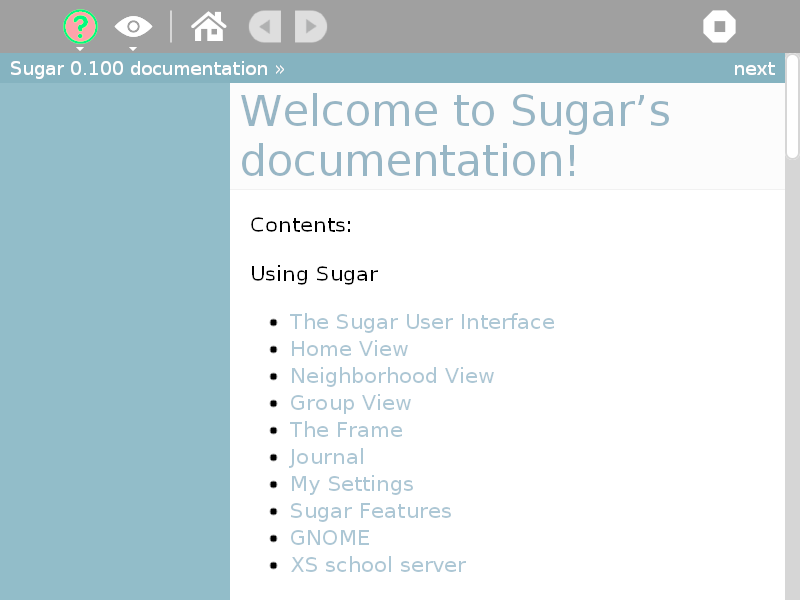 ?
Sugar 0.100 documentation » next
Welcome to Sugar’s
documentation!
Contents:
Using Sugar
The Sugar User Interface
Home View
Neighborhood View
Group View
The Frame
Journal
My Settings
Sugar Features
GNOME
XS school server